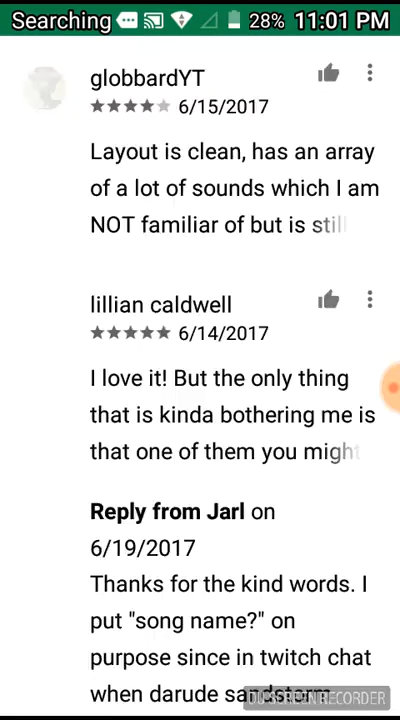 Searching 28% 11:01 PM
globbardYT
6/15/2017
Layout is clean, has an array
of a lot of sounds which I am
NOT familiar of but is still
lillian caldwell
6/14/2017
I love it! But the only thing
that is kinda bothering me is
that one of them you might
Reply from Jarl on
6/19/2017
Thanks for the kind words. I
put "song name?" on
purpose since in twitch chat
when darude sandstorm
DU SCREEN RECORDER